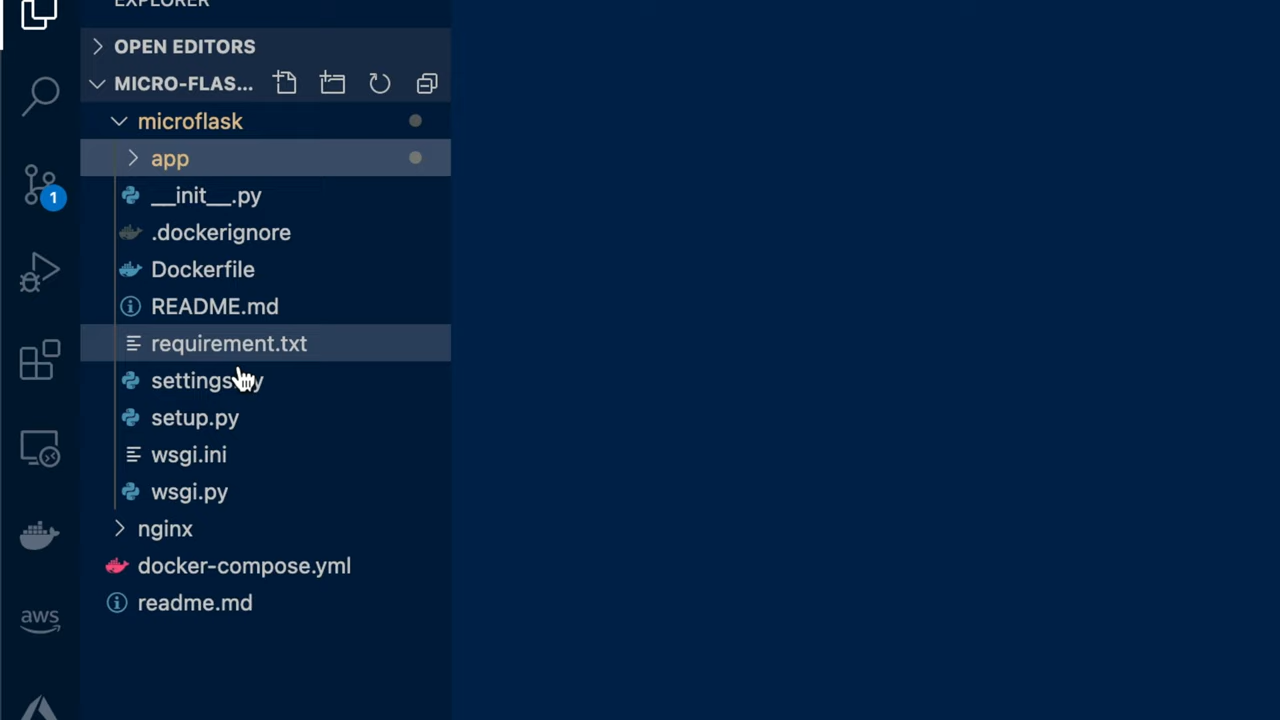 EXPLORER
OPEN EDITORS
MICRO-FLAS...
microflask
app
__init__.py
1
.dockerignore
Dockerfile
README.md
requirement.txt
settings.py
setup.py
wsgi.ini
wsgi.py
nginx
docker-compose.yml
readme.md
aws